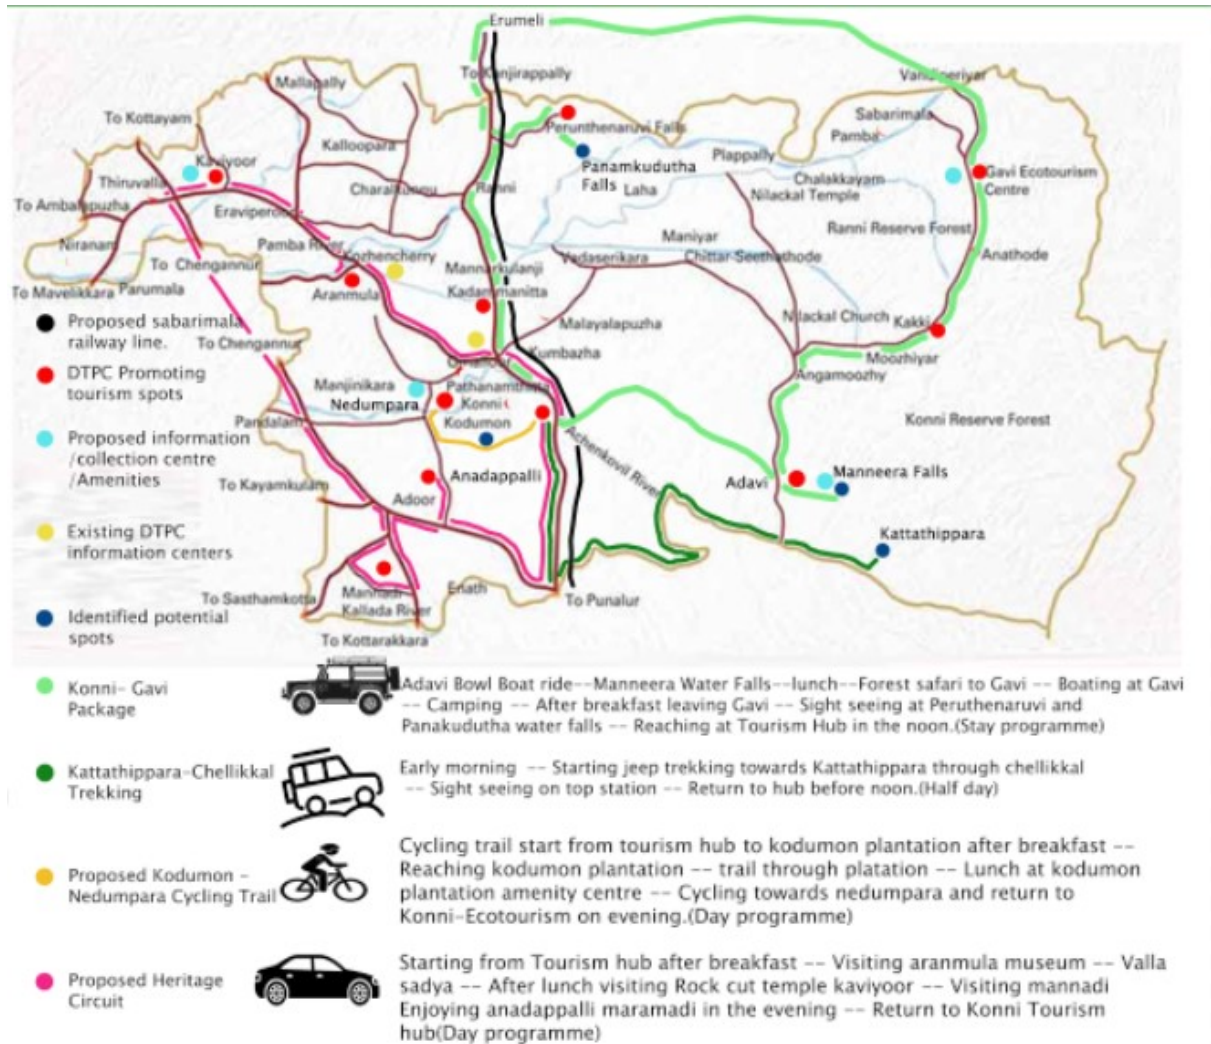 Erumeli
To Kanjirappally
Vandiperiyar
Mallapally
Sabarimala
To Kottayam
Perunthenaruvi Falls
Pamba
Kalloopara
Plappally
Kaviyoor
Panamkudutha
Falls
Gavi Ecotourism
Centre
Thiruvalla
Charalkunnu
Ranni
Laha
Chalakkayam
Nilackal Temple
To Ambalapuzha
Eraviperoor
Ranni Reserve Forest
Niranam
Pamba River
Maniyar
Kozhencherry
Vadaserikara
Chittar Seethathode
Anathode
To Chengannur
Mannarkulanji
To Mavelikkara
Parumala
Aranmula
Kadammanitta
Malayalapuzha
Nilackal Church
Kakki
To Chengannur
Kumbazha
Moozhiyar
Angamoozhy
Manjinikara
Pathanamthitta
Nedumpara
Konni
Pandalam
Kodumon
Konni Reserve Forest
Achenkovil River
Anadappalli
Adavi
Manneera Falls
To Kayamkulam
Adoor
Kattathippara
Mannadi
Enath
To Sasthamkotta
Kallada River
To Punalur
To Kottarakkara
Proposed sabarimala
railway line.
DTPC Promoting
tourism spots
Proposed information
/collection centre
/Amenities
Existing DTPC
information centers
Identified potential
spots
Konni- Gavi
Package
Adavi Bowl Boat ride--Manneera Water Falls--lunch--Forest safari to Gavi -- Boating at Gavi
-- Camping -- After breakfast leaving Gavi -- Sight seeing at Peruthenaruvi and
Panakudutha water falls -- Reaching at Tourism Hub in the noon.(Stay programme)
Kattathippara-Chellikkal
Trekking
Early morning -- Starting jeep trekking towards Kattathippara through chellikkal
-- Sight seeing on top station -- Return to hub before noon.(Half day)
Proposed Kodumon -
Nedumpara Cycling Trail
Cycling trail start from tourism hub to kodumon plantation after breakfast --
Reaching kodumon plantation -- trail through platation -- Lunch at kodumon
plantation amenity centre -- Cycling towards nedumpara and return to
Konni-Ecotourism on evening.(Day programme)
Proposed Heritage
Circuit
Starting from Tourism hub after breakfast -- Visiting aranmula museum -- Valla
sadya -- After lunch visiting Rock cut temple kaviyoor -- Visiting mannadi
Enjoying anadappalli maramadi in the evening -- Return to Konni Tourism
hub(Day programme)